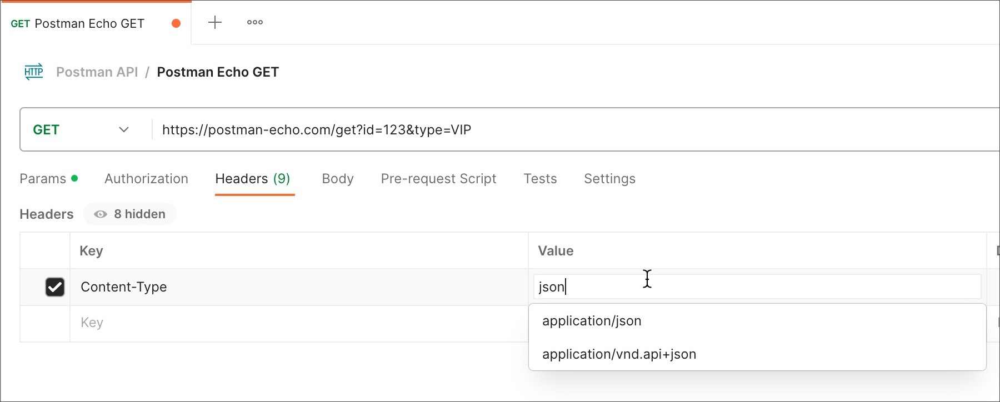 GET Postman Echo GET
HTTP Postman API / Postman Echo GET
GET https://postman-echo.com/get?id=123&type=VIP
Params Authorization Headers (9) Body Pre-request Script Tests Settings
Headers 8 hidden
Key Value
Content-Type json
Key
application/json
application/vnd.api+json